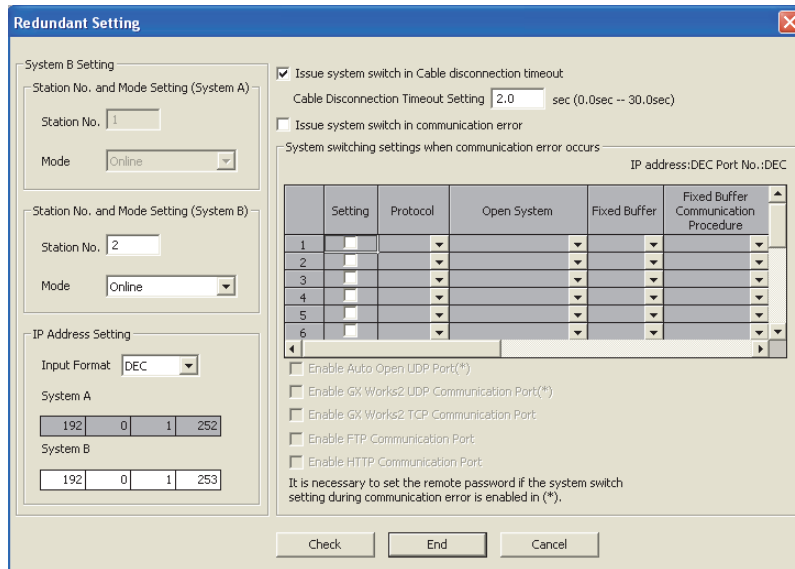 Redundant Setting
System B Setting
Station No. and Mode Setting (System A)
Station No. 1
Mode Online
Station No. and Mode Setting (System B)
Station No. 2
Mode Online
IP Address Setting
Input Format DEC
System A
192 0 1 252
System B
192 0 1 253
Issue system switch in Cable disconnection timeout
Cable Disconnection Timeout Setting 2.0 sec (0.0sec -- 30.0sec)
Issue system switch in communication error
System switching settings when communication error occurs
IP address:DEC Port No.:DEC
Setting Protocol Open System Fixed Buffer Fixed Buffer Communication Procedure
1
2
3
4
5
6
Enable Auto Open UDP Port(*)
Enable GX Works2 UDP Communication Port(*)
Enable GX Works2 TCP Communication Port
Enable FTP Communication Port
Enable HTTP Communication Port
It is necessary to set the remote password if the system switch
setting during communication error is enabled in (*).
Check End Cancel